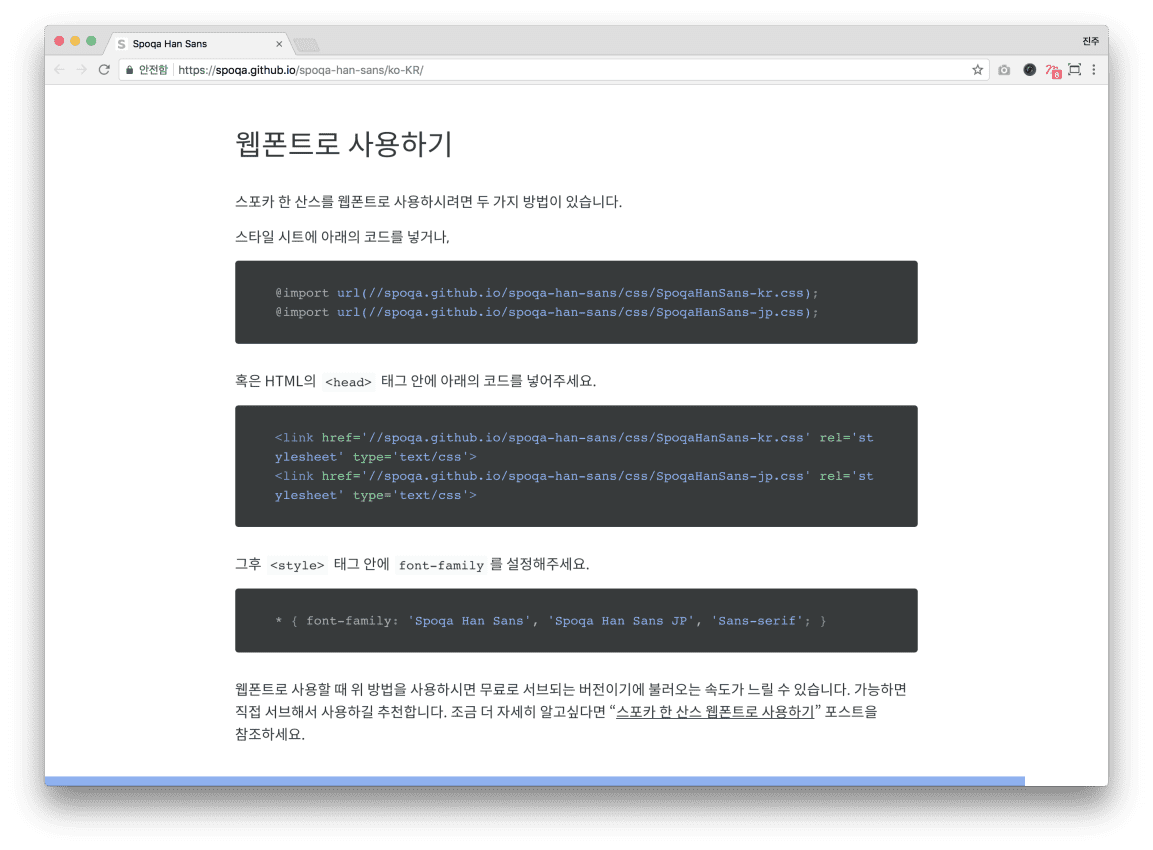 S Spoqa Han Sans ×
진주
안전함 https://spoqa.github.io/spoqa-han-sans/ko-KR/
8
웹폰트로 사용하기
스포카 한 산스를 웹폰트로 사용하시려면 두 가지 방법이 있습니다.
스타일 시트에 아래의 코드를 넣거나,
@import url(//spoqa.github.io/spoqa-han-sans/css/SpoqaHanSans-kr.css);
@import url(//spoqa.github.io/spoqa-han-sans/css/SpoqaHanSans-jp.css);
혹은 HTML의 <head> 태그 안에 아래의 코드를 넣어주세요.
<link href='//spoqa.github.io/spoqa-han-sans/css/SpoqaHanSans-kr.css' rel='st
ylesheet' type='text/css'>
<link href='//spoqa.github.io/spoqa-han-sans/css/SpoqaHanSans-jp.css' rel='st
ylesheet' type='text/css'>
그후 <style> 태그 안에 font-family 를 설정해주세요.
* { font-family: 'Spoqa Han Sans', 'Spoqa Han Sans JP', 'Sans-serif'; }
웹폰트로 사용할 때 위 방법을 사용하시면 무료로 서브되는 버전이기에 불러오는 속도가 느릴 수 있습니다. 가능하면
직접 서브해서 사용하길 추천합니다. 조금 더 자세히 알고싶다면 “스포카 한 산스 웹폰트로 사용하기” 포스트을
참조하세요.